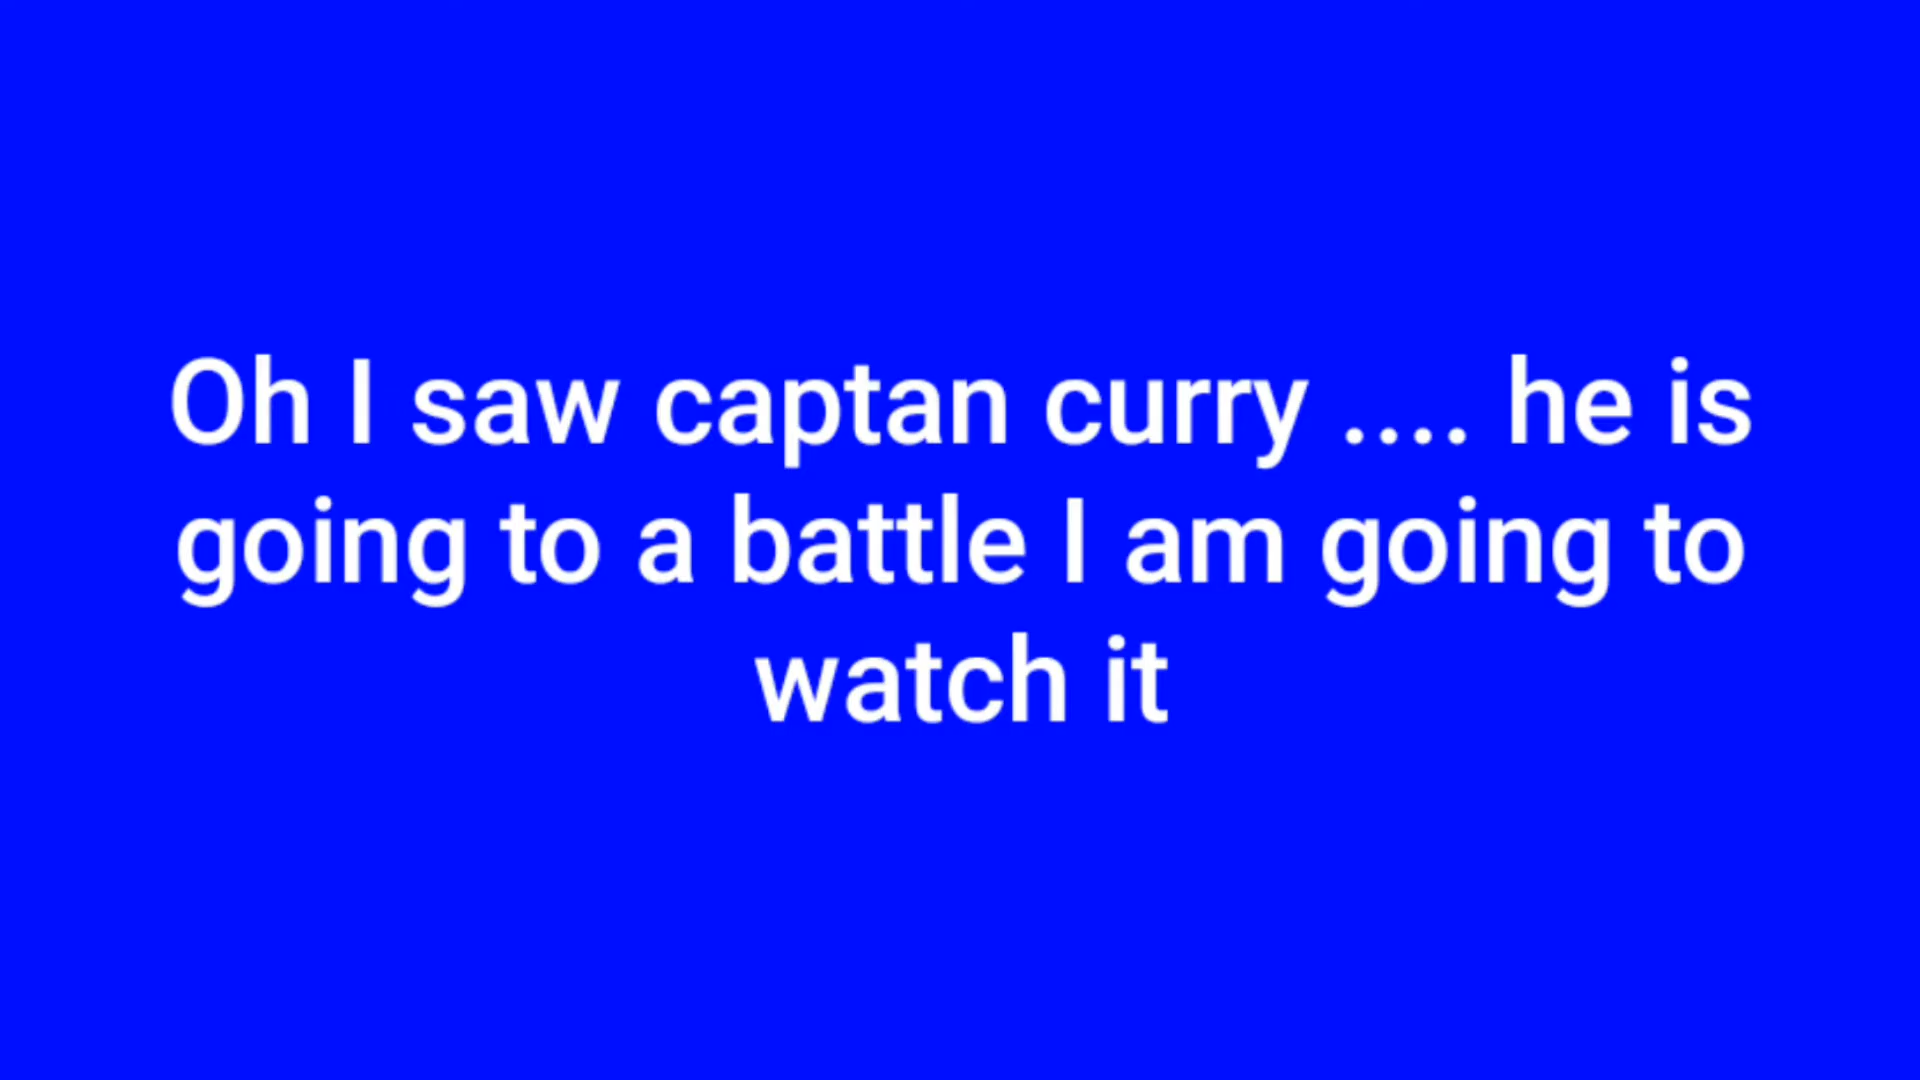 Oh I saw captan curry .... he is
going to a battle I am going to
watch it